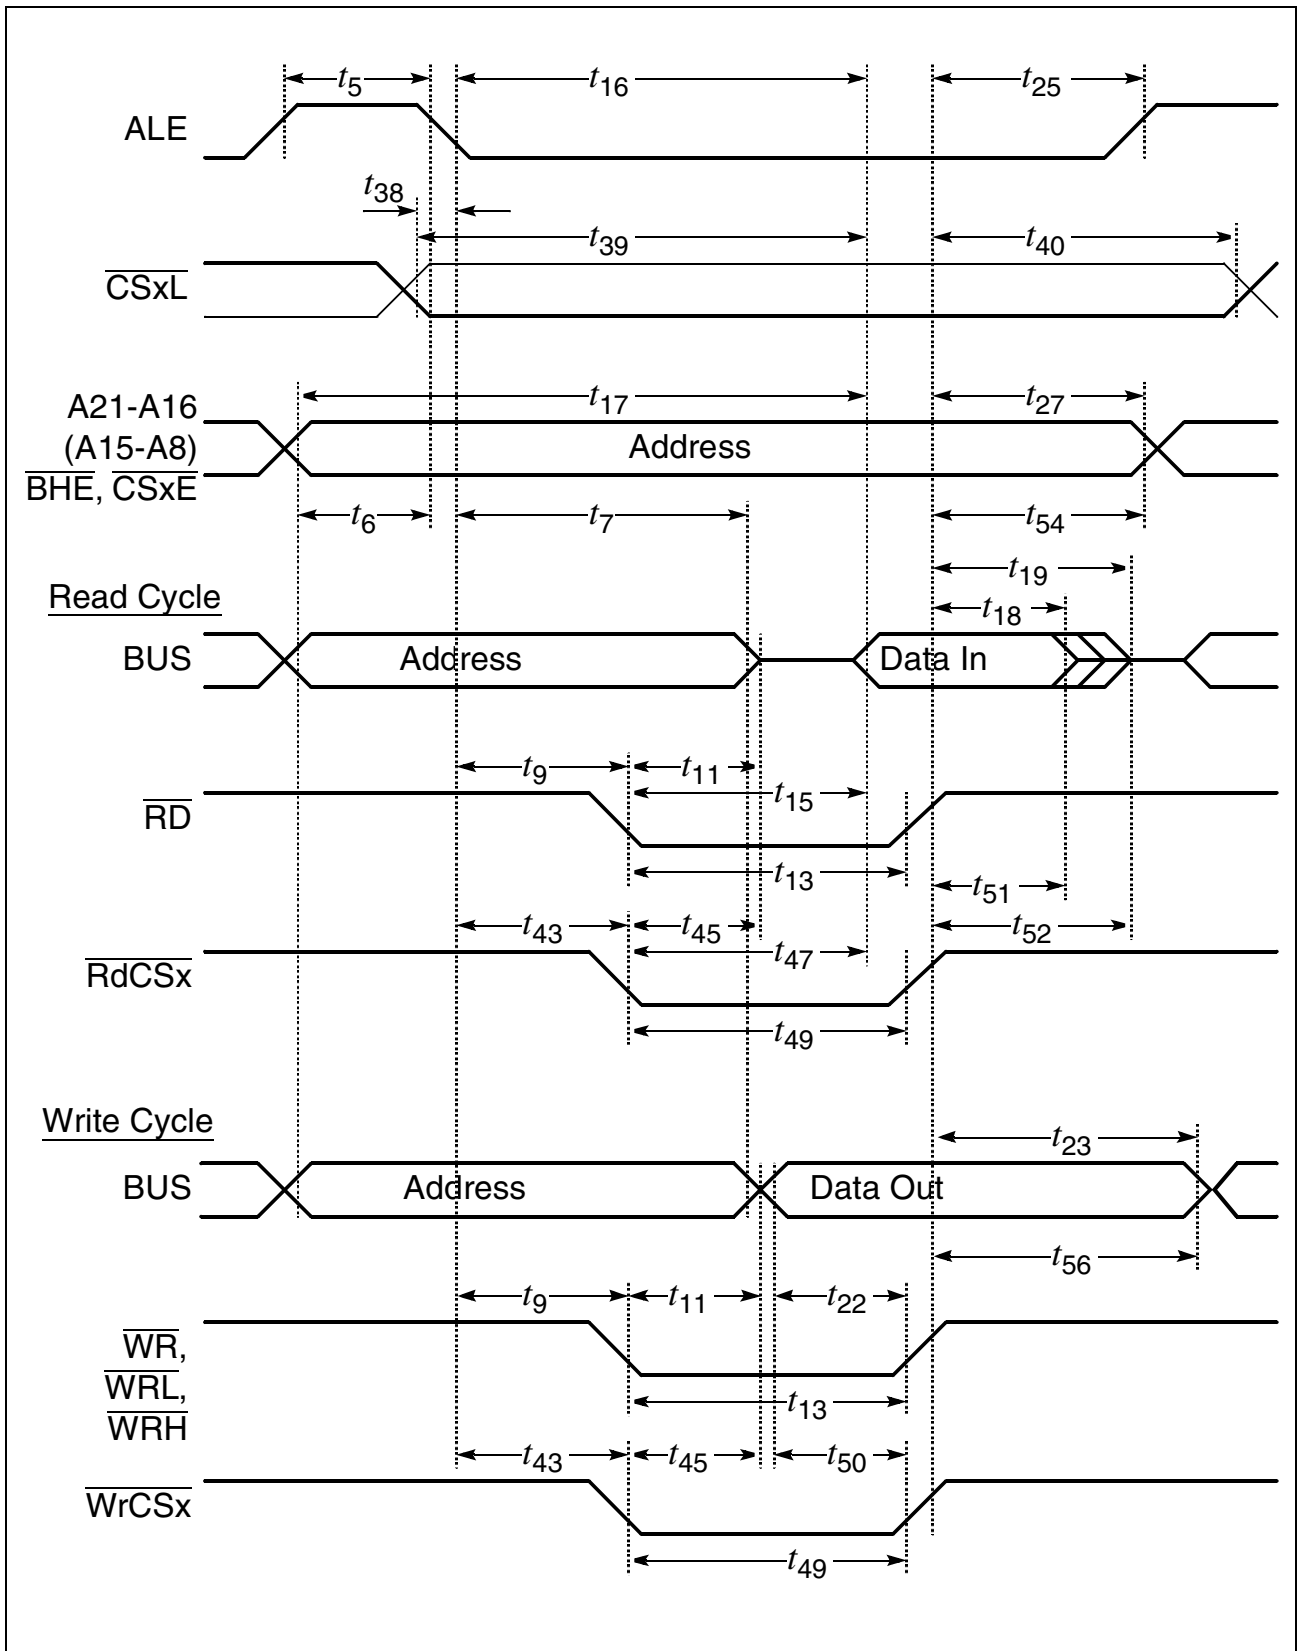 t5 t16 t25
ALE
t38
t39 t40
CSxL
t17 t27
A21-A16
(A15-A8)
Address
BHE, CSxE
t6 t7 t54
t19
Read Cycle
t18
BUS Address Data In
t9 t11
t15
RD
t13
t51
t43 t45 t52
t47
RdCSx
t49
Write Cycle
t23
BUS Address Data Out
t56
t9 t11 t22
WR,
WRL,
t13
WRH
t43 t45 t50
WrCSx
t49